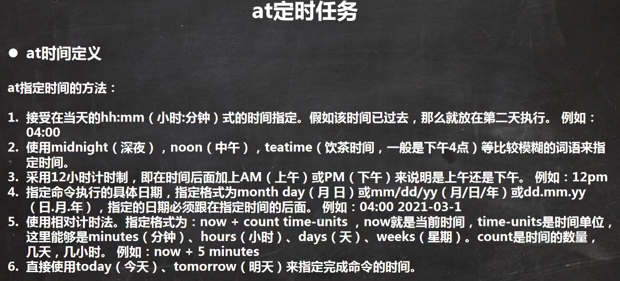 at定时任务
● at时间定义
at指定时间的方法：
1. 接受在当天的hh:mm（小时:分钟）式的时间指定。假如该时间已过去，那么就放在第二天执行。 例如：
04:00
2. 使用midnight（深夜），noon（中午），teatime（饮茶时间，一般是下午4点）等比较模糊的词语来指
定时间。
3. 采用12小时计时制，即在时间后面加上AM（上午）或PM（下午）来说明是上午还是下午。 例如：12pm
4. 指定命令执行的具体日期，指定格式为month day（月 日）或mm/dd/yy（月/日/年）或dd.mm.yy
（日.月.年），指定的日期必须跟在指定时间的后面。 例如：04:00 2021-03-1
5. 使用相对计时法。指定格式为：now + count time-units ，now就是当前时间，time-units是时间单位，
这里能够是minutes（分钟）、hours（小时）、days（天）、weeks（星期）。count是时间的数量，
几天，几小时。 例如：now + 5 minutes
6. 直接使用today（今天）、tomorrow（明天）来指定完成命令的时间。